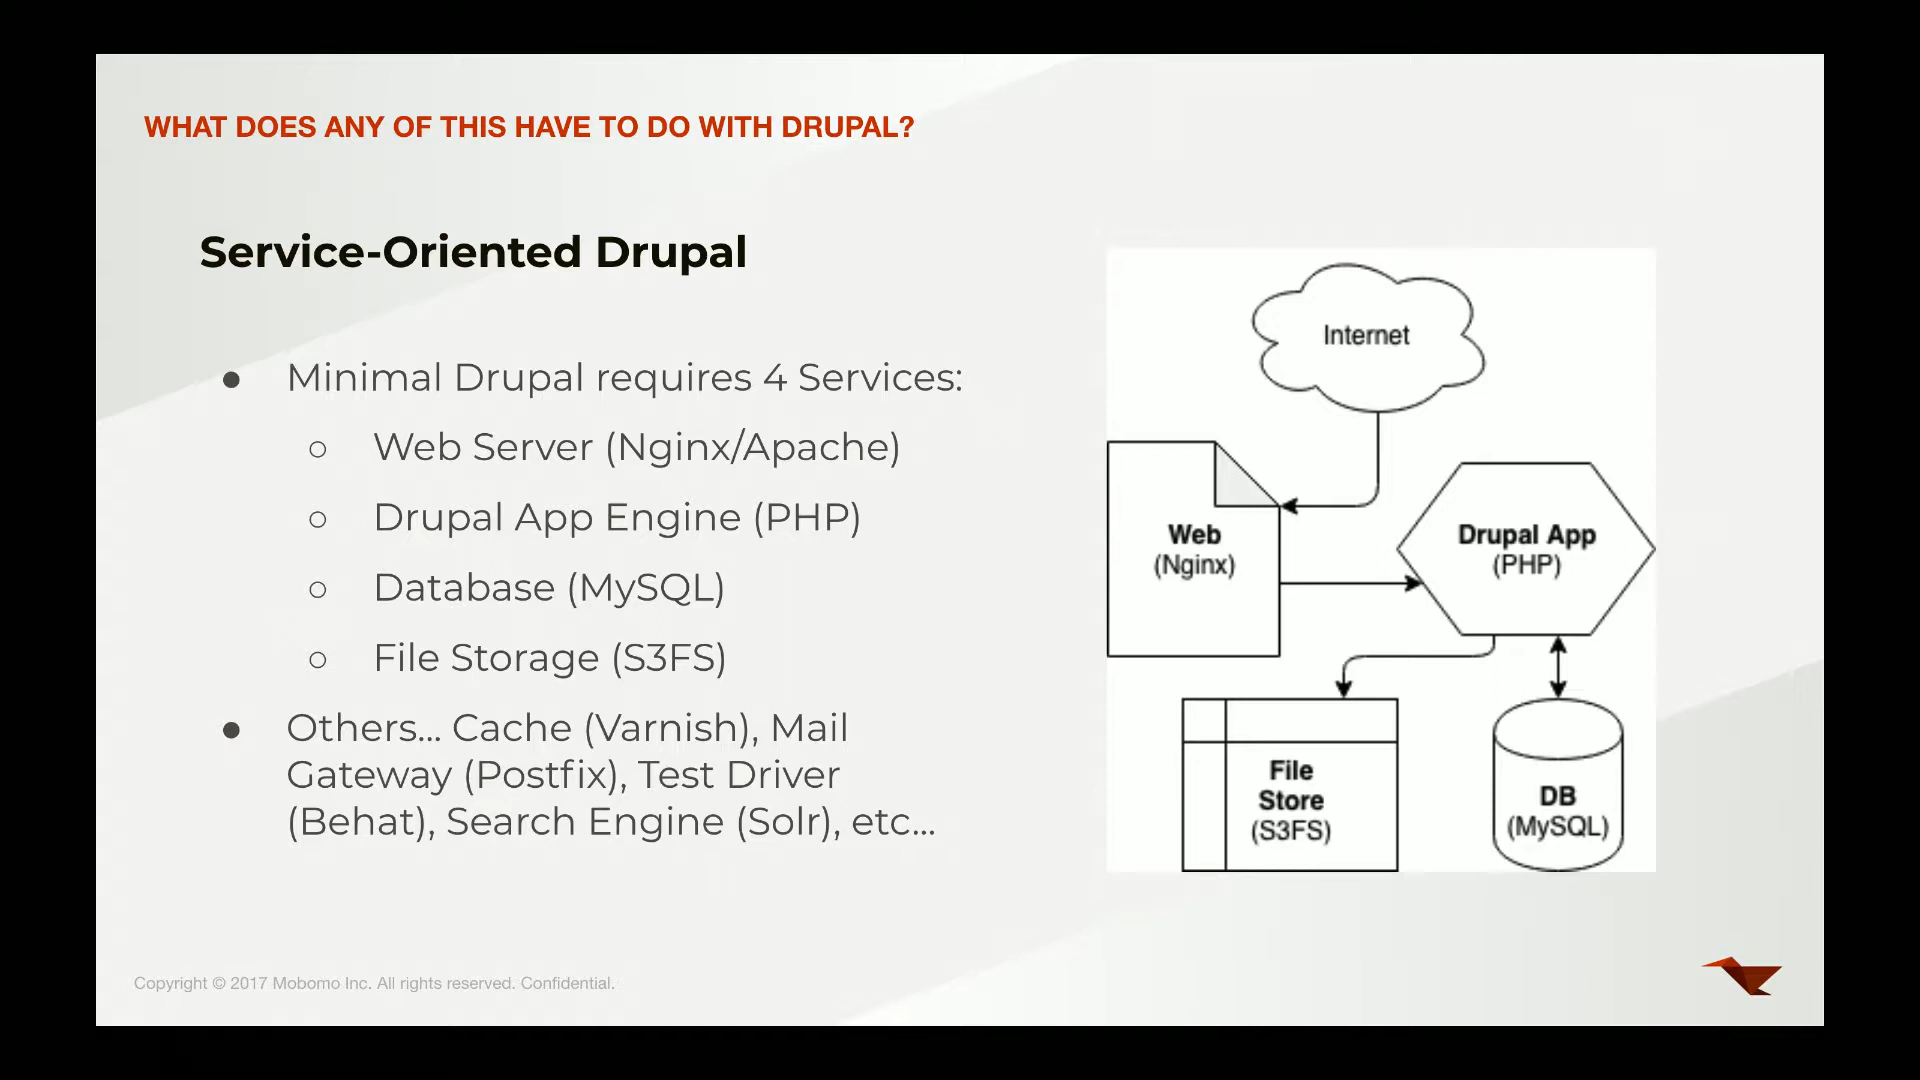 WHAT DOES ANY OF THIS HAVE TO DO WITH DRUPAL?
Service-Oriented Drupal
● Minimal Drupal requires 4 Services:
○ Web Server (Nginx/Apache)
○ Drupal App Engine (PHP)
○ Database (MySQL)
○ File Storage (S3FS)
● Others... Cache (Varnish), Mail
Gateway (Postfix), Test Driver
(Behat), Search Engine (Solr), etc...
Internet
Web
(Nginx)
Drupal App
(PHP)
File
Store
(S3FS)
DB
(MySQL)
Copyright © 2017 Mobomo Inc. All rights reserved. Confidential.